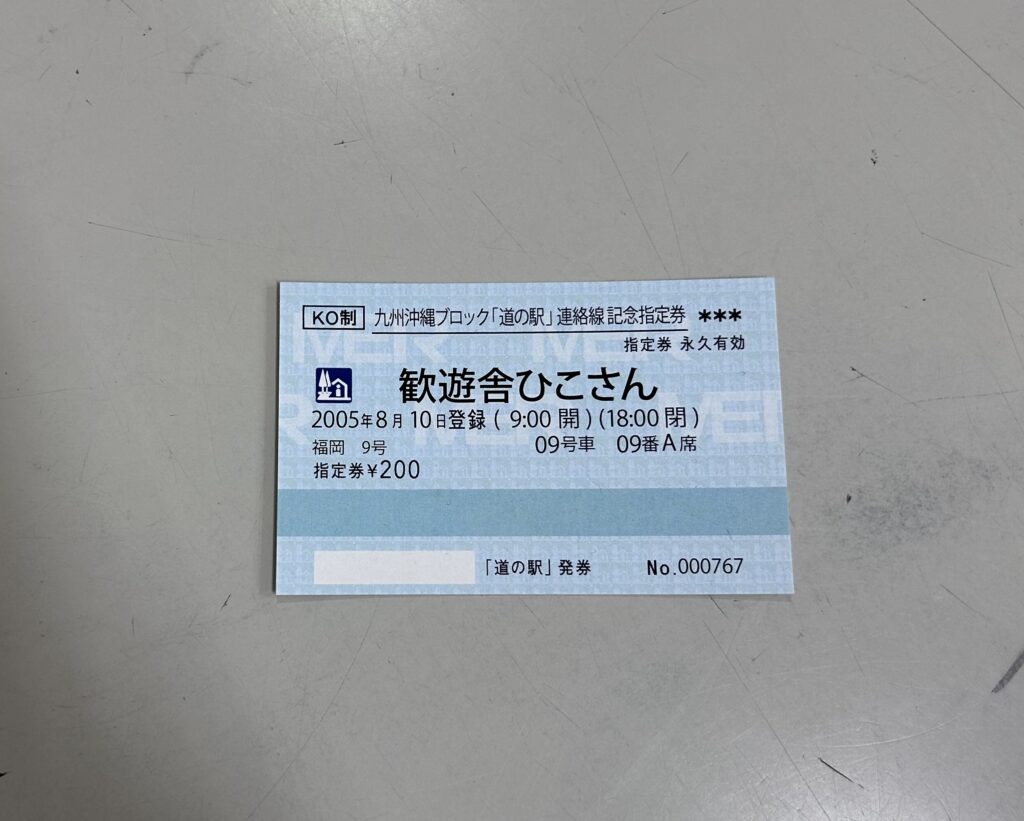 KO制 九州沖縄ブロック「道の駅」連絡線 記念指定券 ***
指定券 永久有効
歓遊舎ひこさん
2005年8月10日登録 ( 9:00 開 ) (18:00 閉 )
福岡 9号 09号車 09番A席
指定券¥200
「道の駅」発券 No.000767